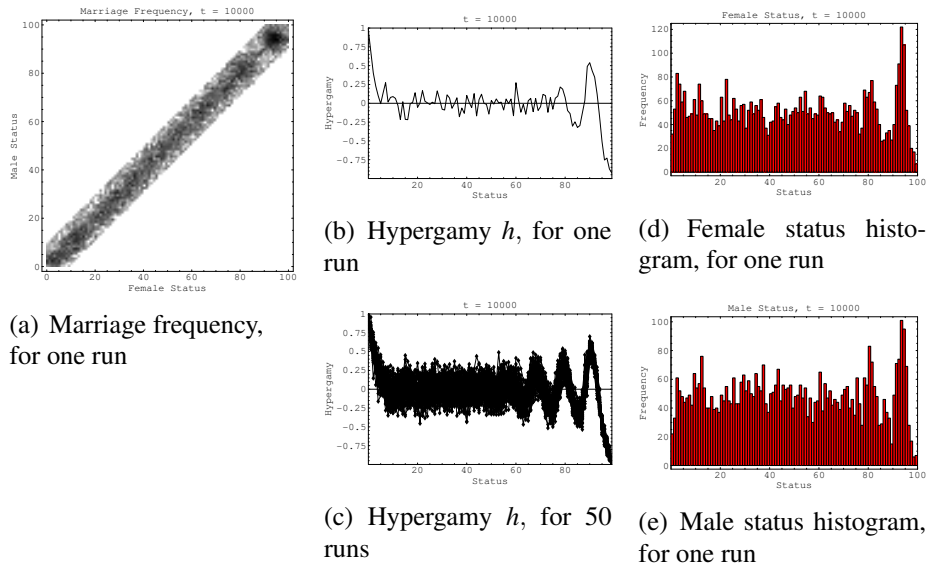 Marriage Frequency, t = 10000
100
80
60
40
20
0
Male Status
0 20 40 60 80 100
Female Status
(a) Marriage frequency,
for one run
t = 10000
1
0.75
0.5
0.25
0
-0.25
-0.5
-0.75
Hypergamy
20 40 60 80
Status
(b) Hypergamy h, for one
run
t = 10000
1
0.75
0.5
0.25
0
-0.25
-0.5
-0.75
Hypergamy
20 40 60 80
Status
(c) Hypergamy h, for 50
runs
Female Status, t = 10000
120
100
80
60
40
20
0
Frequency
20 40 60 80 100
Status
(d) Female status histo-
gram, for one run
Male Status, t = 10000
100
80
60
40
20
0
Frequency
20 40 60 80 100
Status
(e) Male status histogram,
for one run